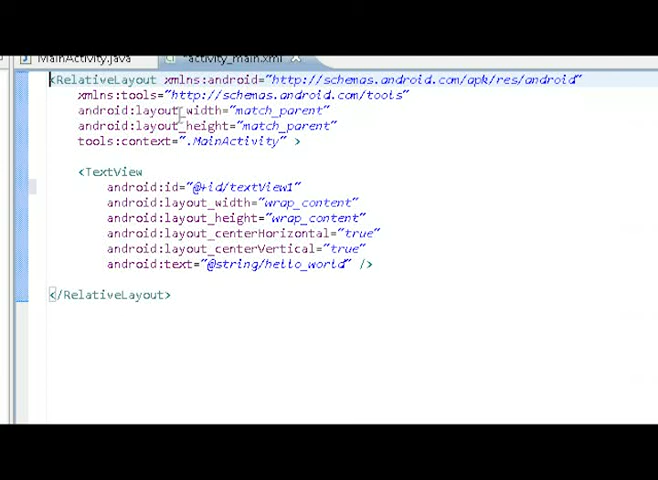 MainActivity.java
*activity_main.xml
<RelativeLayout xmlns:android="http://schemas.android.com/apk/res/android"
xmlns:tools="http://schemas.android.com/tools"
android:layout_width="match_parent"
android:layout_height="match_parent"
tools:context=".MainActivity" >
<TextView
android:id="@+id/textView1"
android:layout_width="wrap_content"
android:layout_height="wrap_content"
android:layout_centerHorizontal="true"
android:layout_centerVertical="true"
android:text="@string/hello_world" />
</RelativeLayout>